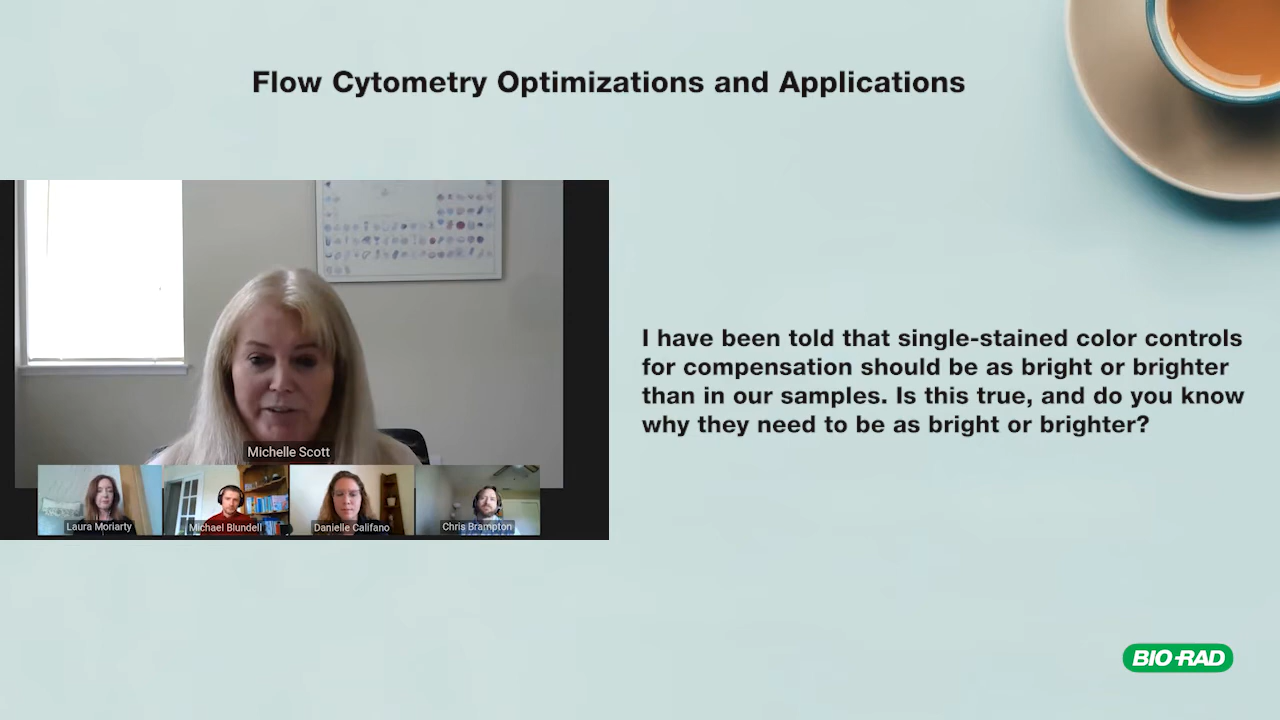 Flow Cytometry Optimizations and Applications
I have been told that single-stained color controls
for compensation should be as bright or brighter
than in our samples. Is this true, and do you know
why they need to be as bright or brighter?
Michelle Scott
Laura Moriarty
Michael Blundell
Danielle Califano
Chris Brampton
BIO-RAD